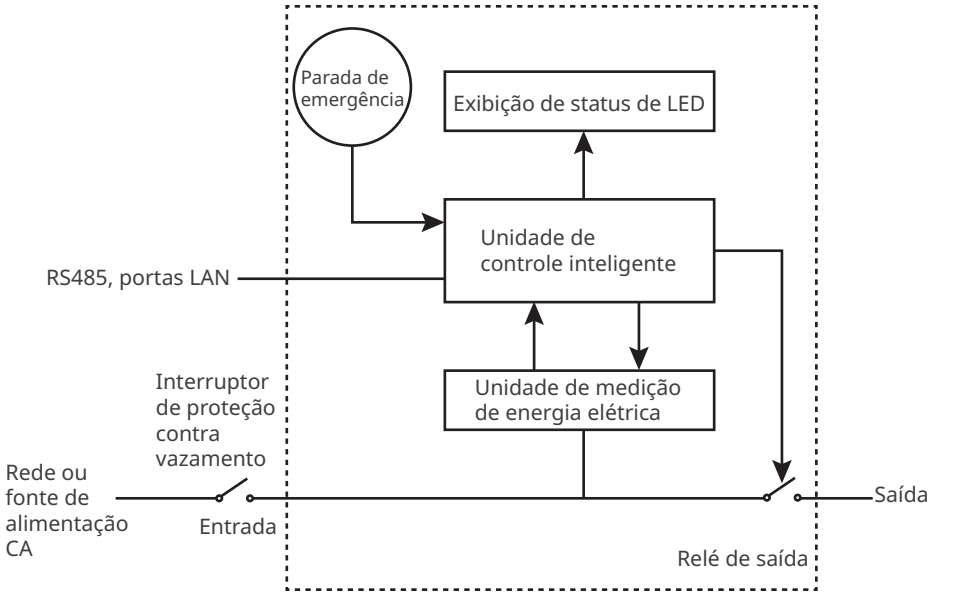 Parada de
emergência
Exibição de status de LED
Unidade de
controle inteligente
RS485, portas LAN
Unidade de medição
de energia elétrica
Interruptor
de proteção
contra
vazamento
Rede ou
fonte de
alimentação
CA
Entrada
Saída
Relé de saída